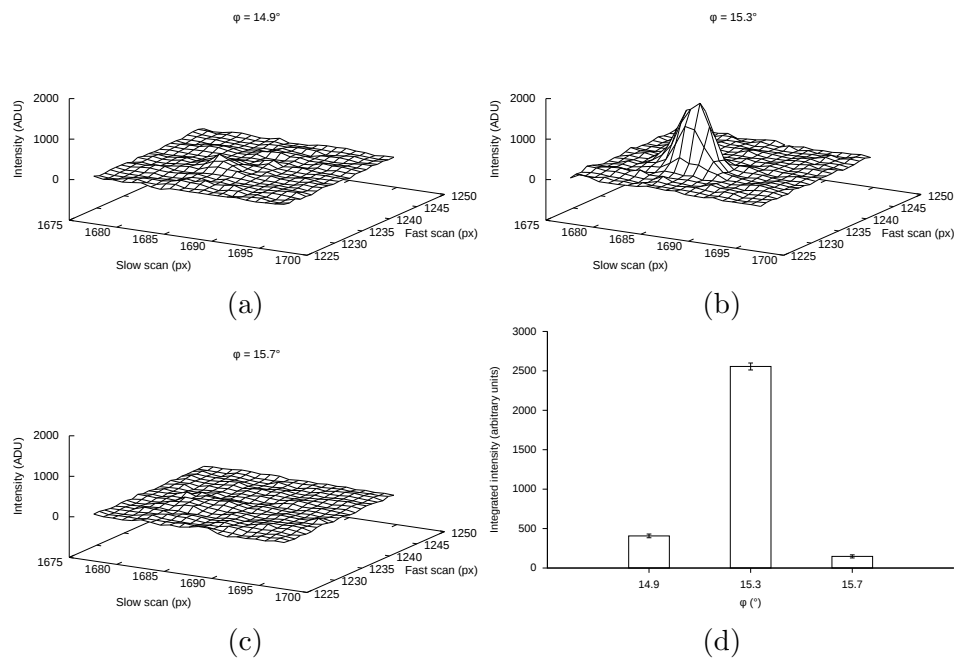 φ = 14.9°
Intensity (ADU)
2000
1000
0
1675
1680
1685
1690
1695
1700
Slow scan (px)
1225
1230
1235
1240
1245
1250
Fast scan (px)
(a)
φ = 15.3°
Intensity (ADU)
2000
1000
0
1675
1680
1685
1690
1695
1700
Slow scan (px)
1225
1230
1235
1240
1245
1250
Fast scan (px)
(b)
φ = 15.7°
Intensity (ADU)
2000
1000
0
1675
1680
1685
1690
1695
1700
Slow scan (px)
1225
1230
1235
1240
1245
1250
Fast scan (px)
(c)
Integrated intensity (arbitrary units)
3000
2500
2000
1500
1000
500
0
14.9 15.3 15.7
φ (°)
(d)